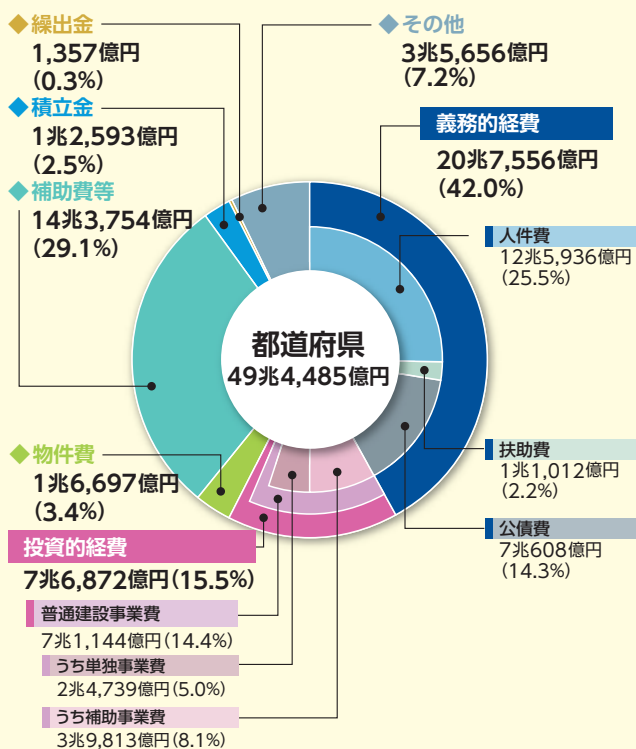 ◆繰出金
1,357億円
(0.3%)
◆積立金
1兆2,593億円
(2.5%)
◆補助費等
14兆3,754億円
(29.1%)
◆その他
3兆5,656億円
(7.2%)
義務的経費
20兆7,556億円
(42.0%)
人件費
12兆5,936億円
(25.5%)
都道府県
49兆4,485億円
扶助費
1兆1,012億円
(2.2%)
公債費
7兆608億円
(14.3%)
◆物件費
1兆6,697億円
(3.4%)
投資的経費
7兆6,872億円(15.5%)
普通建設事業費
7兆1,144億円(14.4%)
うち単独事業費
2兆4,739億円(5.0%)
うち補助事業費
3兆9,813億円(8.1%)